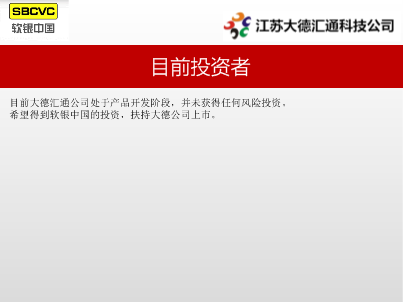 SBCVC
软银中国
江苏大德汇通科技公司
目前投资者
目前大德汇通公司处于产品开发阶段，并未获得任何风险投资。
希望得到软银中国的投资，扶持大德公司上市。